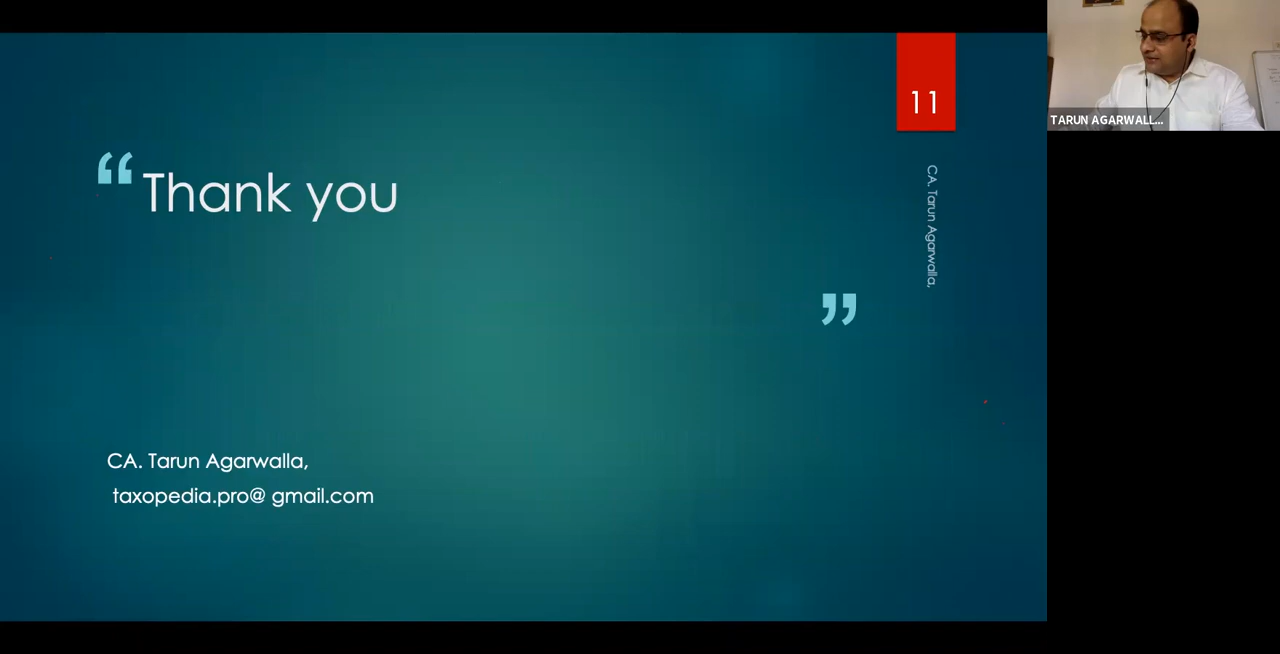 11
“ Thank you
”
CA. Tarun Agarwalla,
CA. Tarun Agarwalla,
taxopedia.pro@ gmail.com
TARUN AGARWALL...